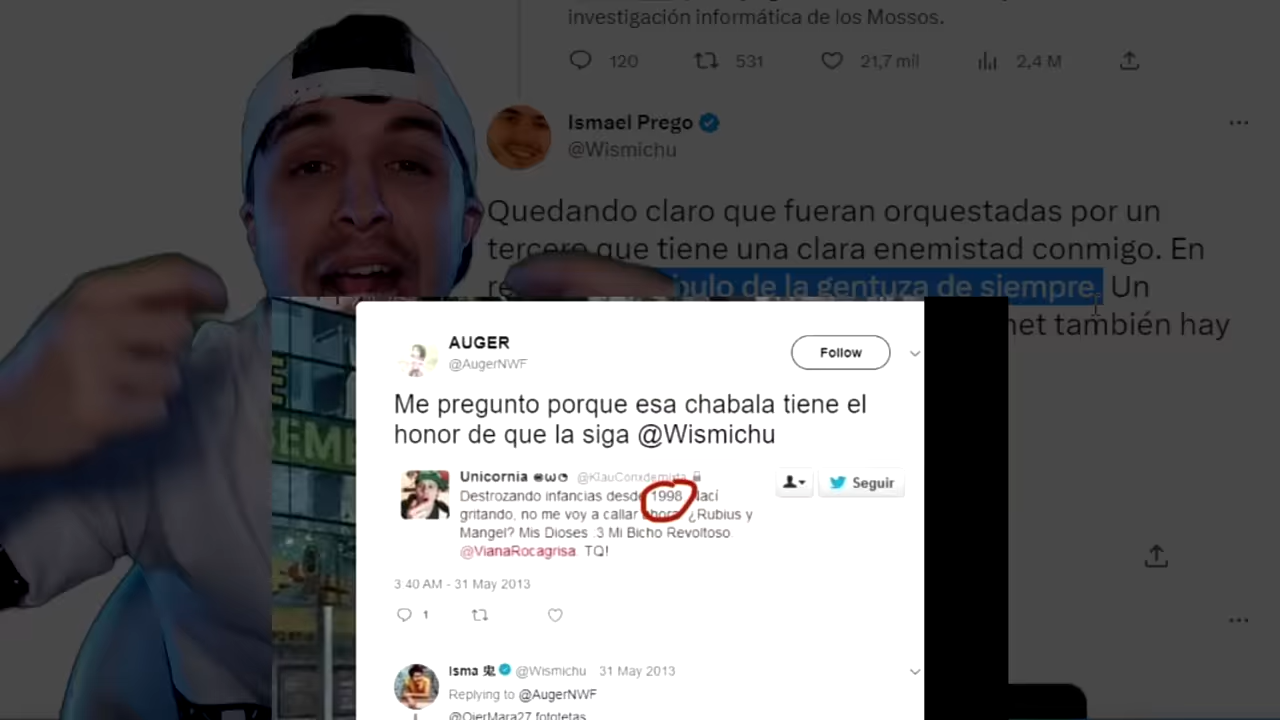 investigación informática de los Mossos.
120 531 21,7 mil 2,4 M
Ismael Prego
@Wismichu
Quedando claro que fueran orquestadas por un
tercero que tiene una clara enemistad conmigo. En
de la gentuza de siempre. Un
también hay
AUGER
@AugerNWF
Follow
Me pregunto porque esa chabala tiene el
honor de que la siga @Wismichu
Unicornia
Seguir
Destrozando infancias desde 1998
gritando, no me voy a callar ahora. ¿Rubius y
Mangel? Mis Dioses .3 Mi Bicho Revoltoso
@VianaRocagrisa. TQ!
3:40 AM - 31 May 2013
1
Isma 鬼 @Wismichu 31 May 2013
Replying to @AugerNWF
@OierMara27 fototetas